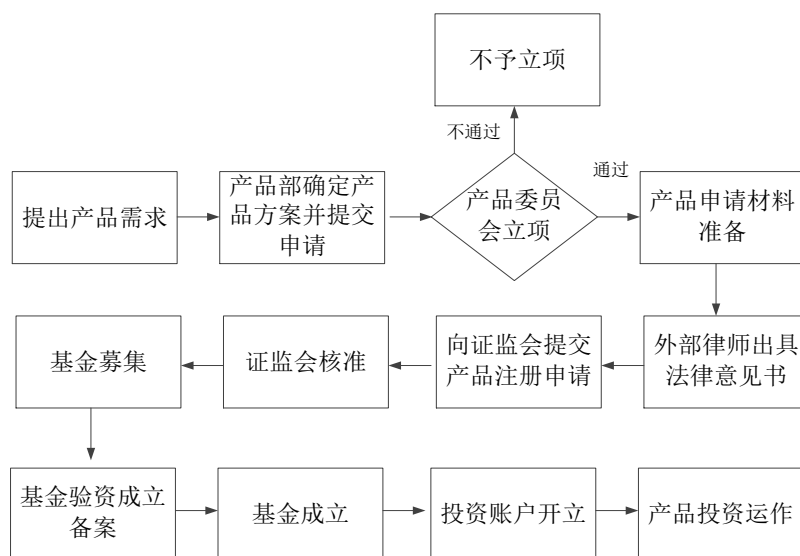 不予立项
不通过
通过
提出产品需求
产品部确定产
品方案并提交
申请
产品委员
会立项
产品申请材料
准备
基金募集
证监会核准
向证监会提交
产品注册申请
外部律师出具
法律意见书
基金验资成立
备案
基金成立
投资账户开立
产品投资运作